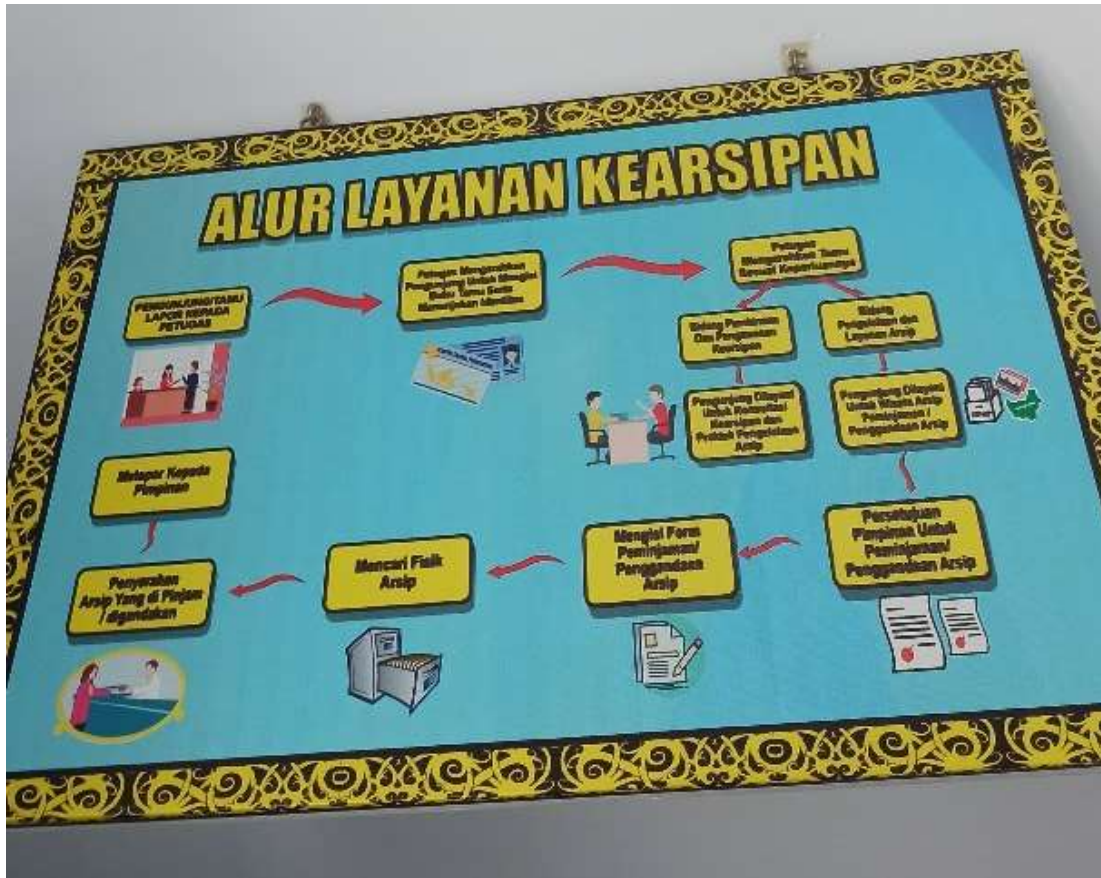 ALUR LAYANAN KEARSIPAN
PENGUNJUNG/TAMU
LAPOR KEPADA
PETUGAS
Petugas Mengarahkan
Pengunjung Untuk Mengisi
Buku Tamu Serta
Identitas
Petugas
Mengarahkan Tamu
Sesuai Keperluannya
Bidang Pembinaan
Dan Pengawasan
Kearsipan
Bidang
Pengelolaan dan
Layanan Arsip
Pengunjung Dilayani
Untuk Konsultasi
Kearsipan dan
Praktek Pengelolaan
Arsip
Pengunjung Dilayani
Untuk Arsip
Peminjaman /
Penggandaan Arsip
Persetujuan
Pimpinan Untuk
Peminjaman/
Penggandaan Arsip
Mengisi Form
Peminjaman/
Penggandaan
Arsip
Mencari Fisik
Arsip
Penyerahan
Arsip Yang di Pinjam
/ digandakan
Melapor Kepada
Pimpinan